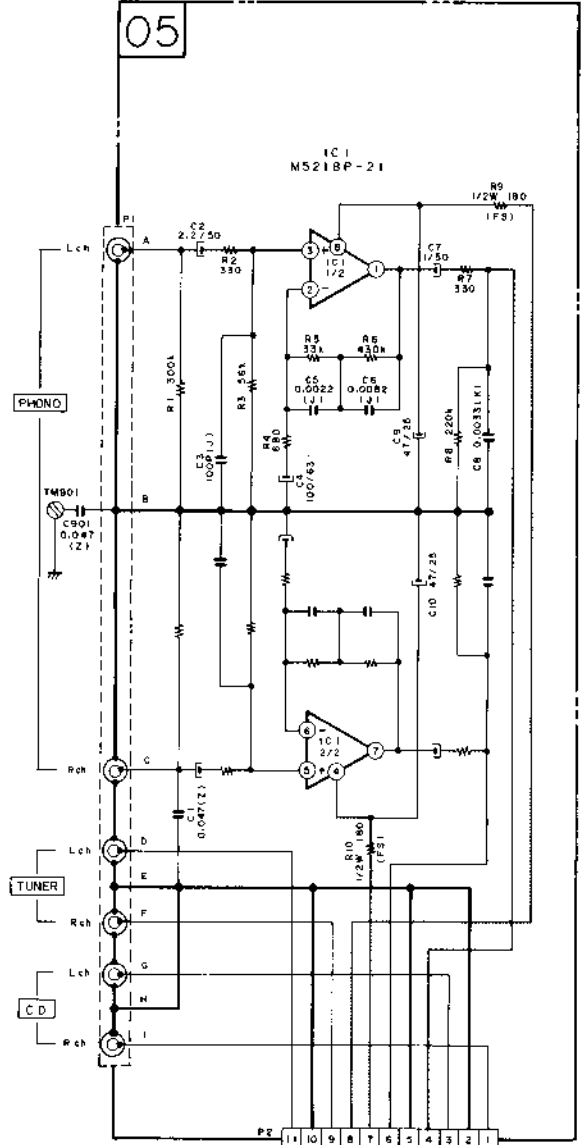 05
IC1
M5218P-21
R9
1/2W 180
(FS)
P1
Lch
A
C2
2.2/50
R2
330
3
+
8
IC1
1/2
1
2
-
C7
1/50
R7
330
R1 300k
R3 56k
C3
100P(J)
R5
33k
R6
430k
C5
0.0022
(J)
C6
0.0082
(J)
R4
680
C4
100/6.3
C9
47/25
R8 220k
C8 0.0033(K)
PHONO
TM901
C901
0.047
(Z)
B
C10 47/25
6
-
IC1
2/2
7
5
+
4
Rch
C
C1
0.047(Z)
R10
1/2W 180
(FS)
Lch
D
TUNER
E
Rch
F
Lch
G
CD
H
Rch
I
P2
11 10 9 8 7 6 5 4 3 2 1